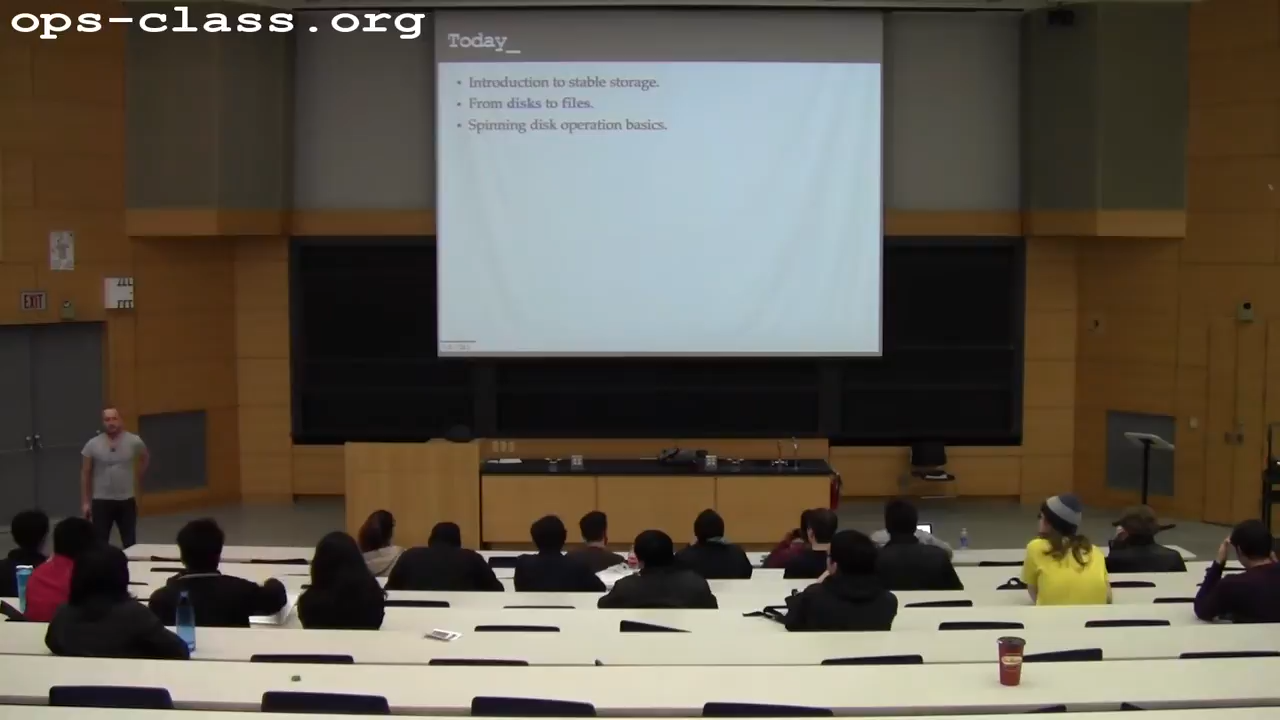 ops-class.org
Today_
• Introduction to stable storage.
• From disks to files.
• Spinning disk operation basics.
EXIT